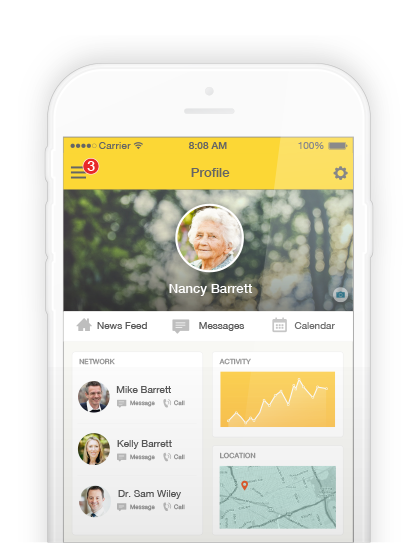 Carrier 8:08 AM 100%
3 Profile
Nancy Barrett
News Feed Messages Calendar
NETWORK
Mike Barrett
Message Call
Kelly Barrett
Message Call
Dr. Sam Wiley
Message Call
ACTIVITY
LOCATION